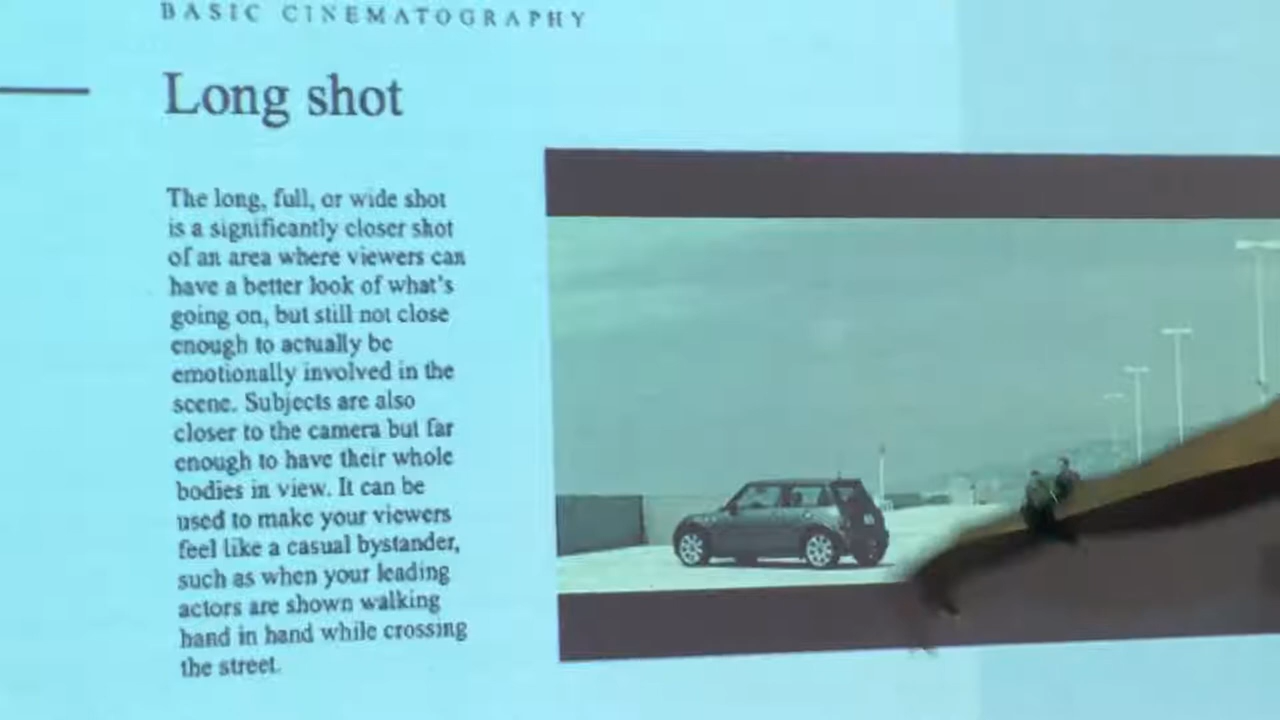 BASIC CINEMATOGRAPHY
Long shot
The long, full, or wide shot
is a significantly closer shot
of an area where viewers can
have a better look of what's
going on, but still not close
enough to actually be
emotionally involved in the
scene. Subjects are also
closer to the camera but far
enough to have their whole
bodies in view. It can be
used to make your viewers
feel like a casual bystander,
such as when your leading
actors are shown walking
hand in hand while crossing
the street.